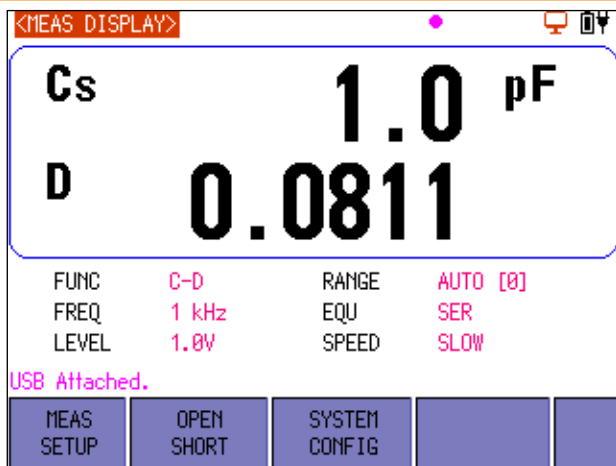 <MEAS DISPLAY>
Cs 1.0 pF
D 0.0811
FUNC C-D RANGE AUTO [0]
FREQ 1 kHz EQU SER
LEVEL 1.0V SPEED SLOW
USB Attached.
MEAS SETUP OPEN SHORT SYSTEM CONFIG